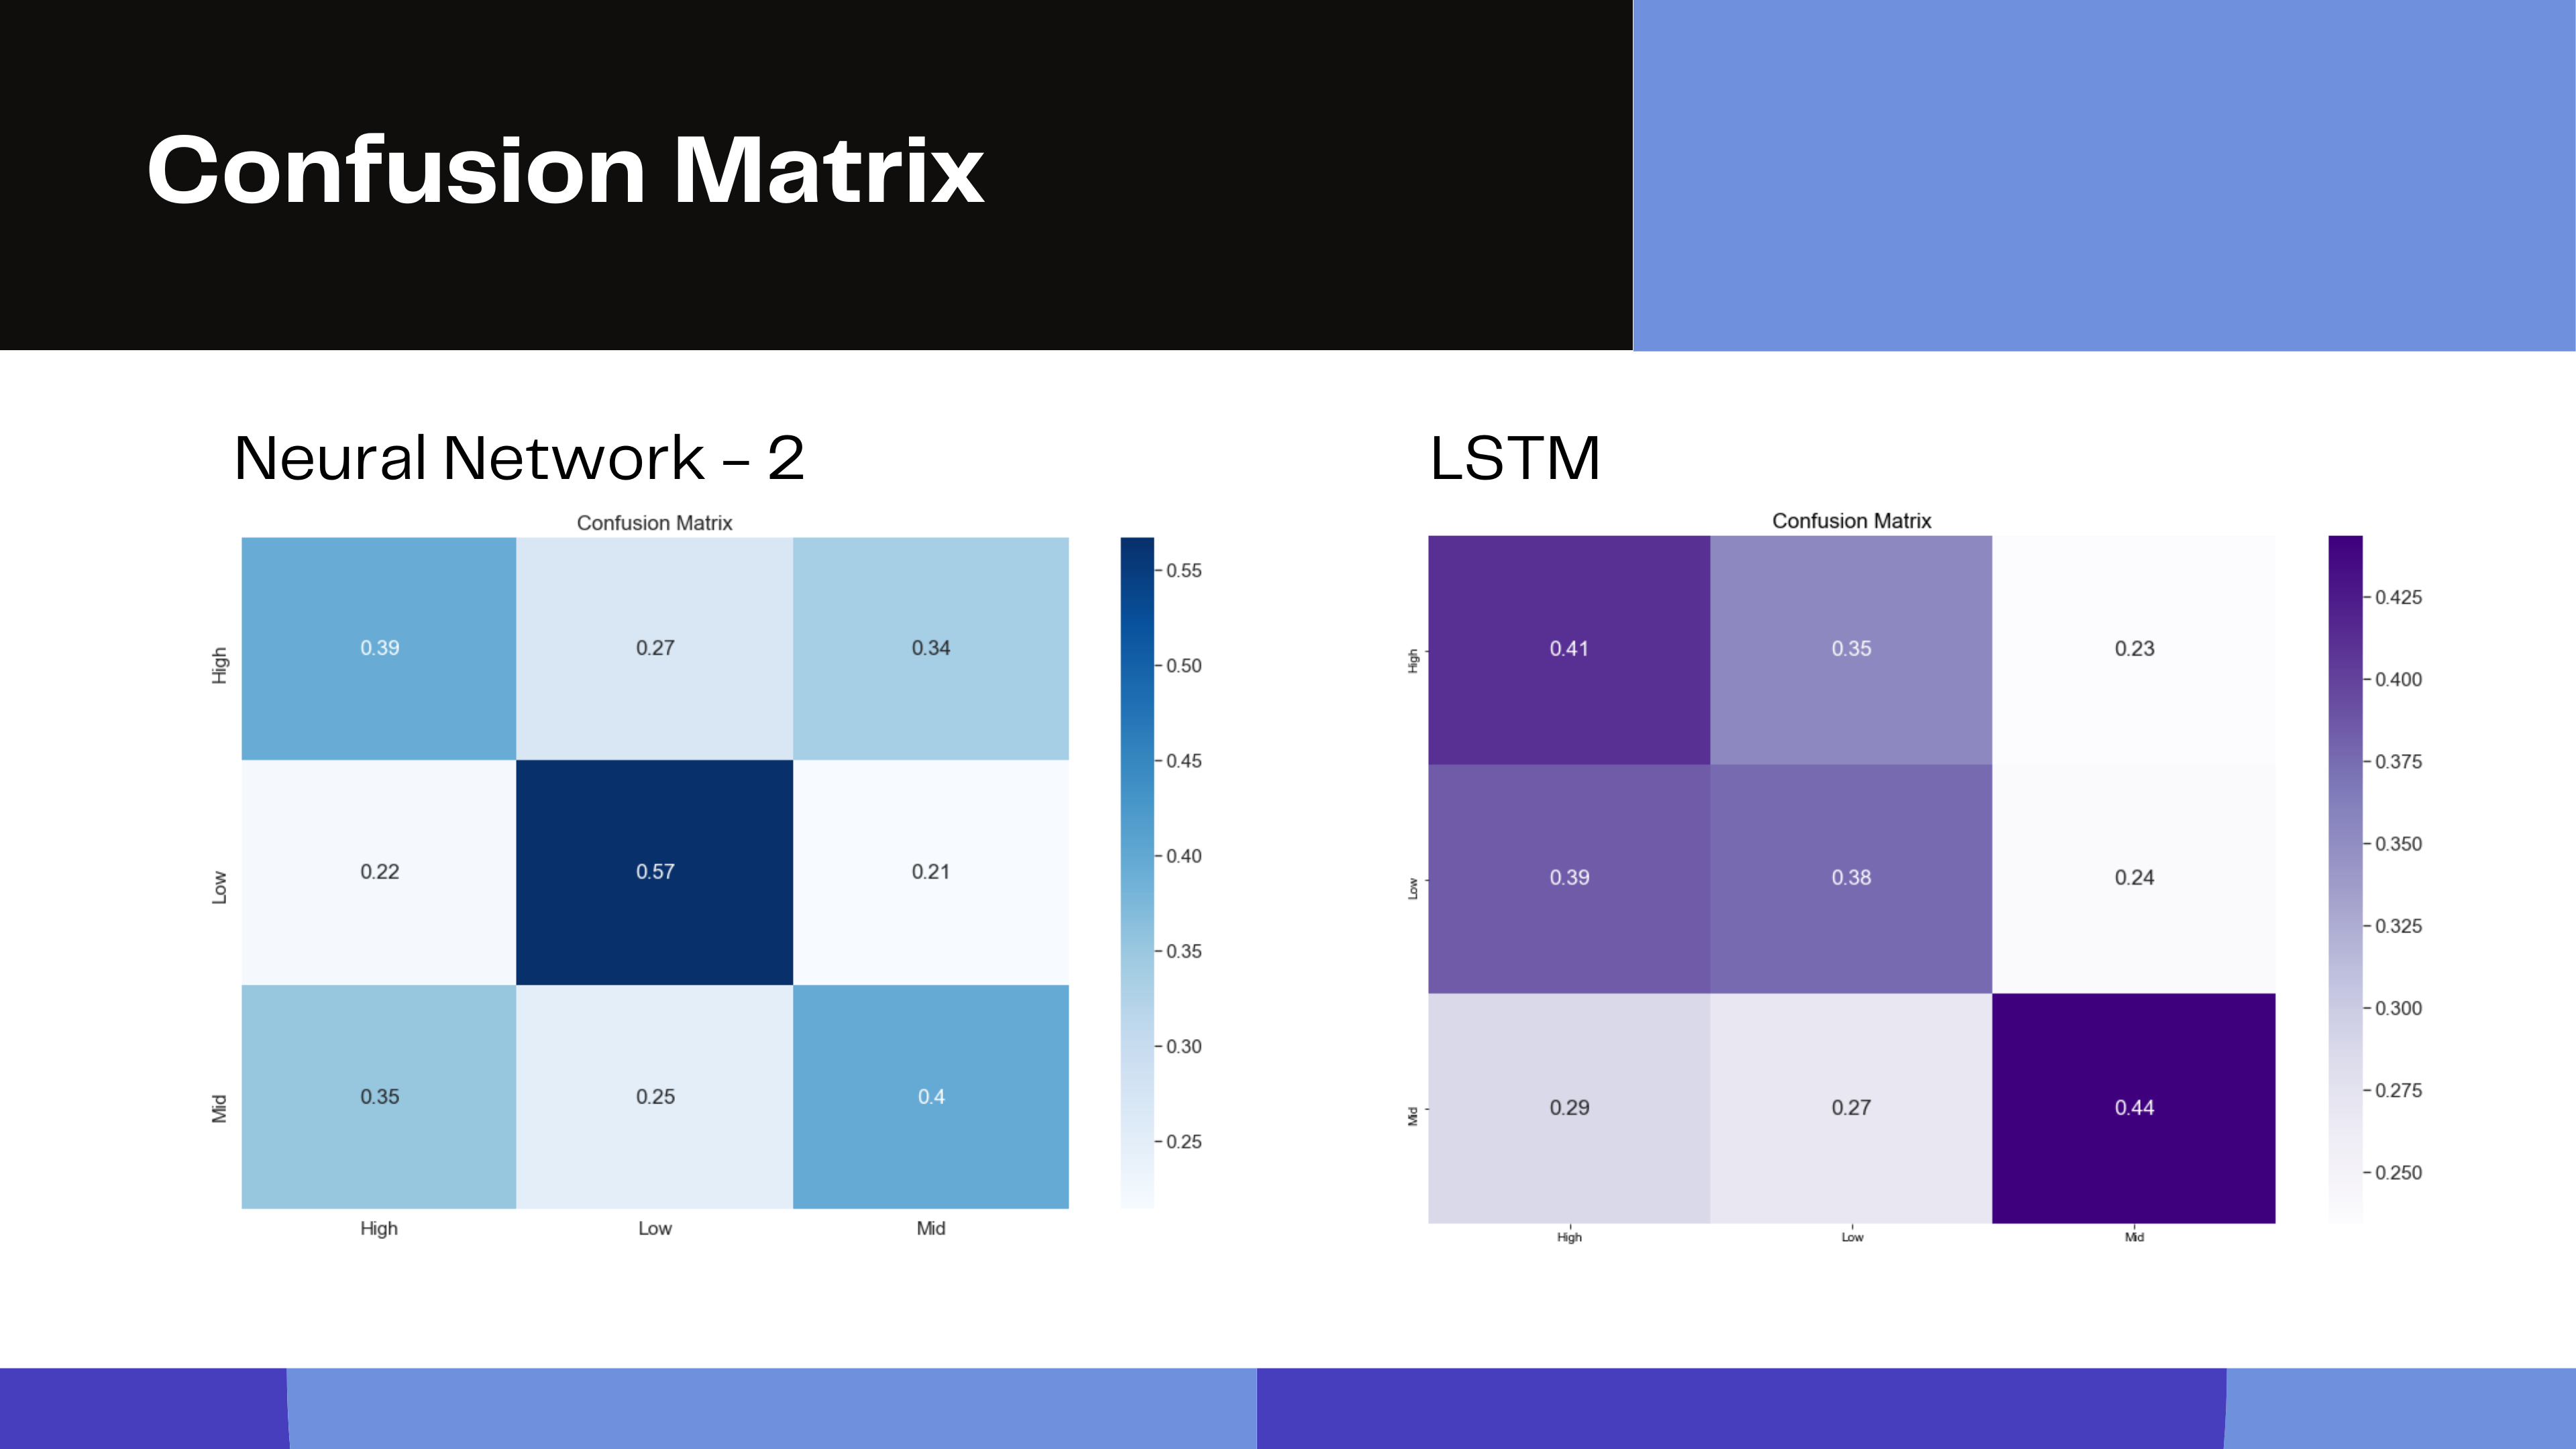 Confusion Matrix
Neural Network – 2
Confusion Matrix
High
0.39 0.27 0.34
Low
0.22 0.57 0.21
Mid
0.35 0.25 0.4
High Low Mid
0.55
0.50
0.45
0.40
0.35
0.30
0.25
LSTM
Confusion Matrix
High
0.41 0.35 0.23
Low
0.39 0.38 0.24
Mid
0.29 0.27 0.44
High Low Mid
0.425
0.400
0.375
0.350
0.325
0.300
0.275
0.250